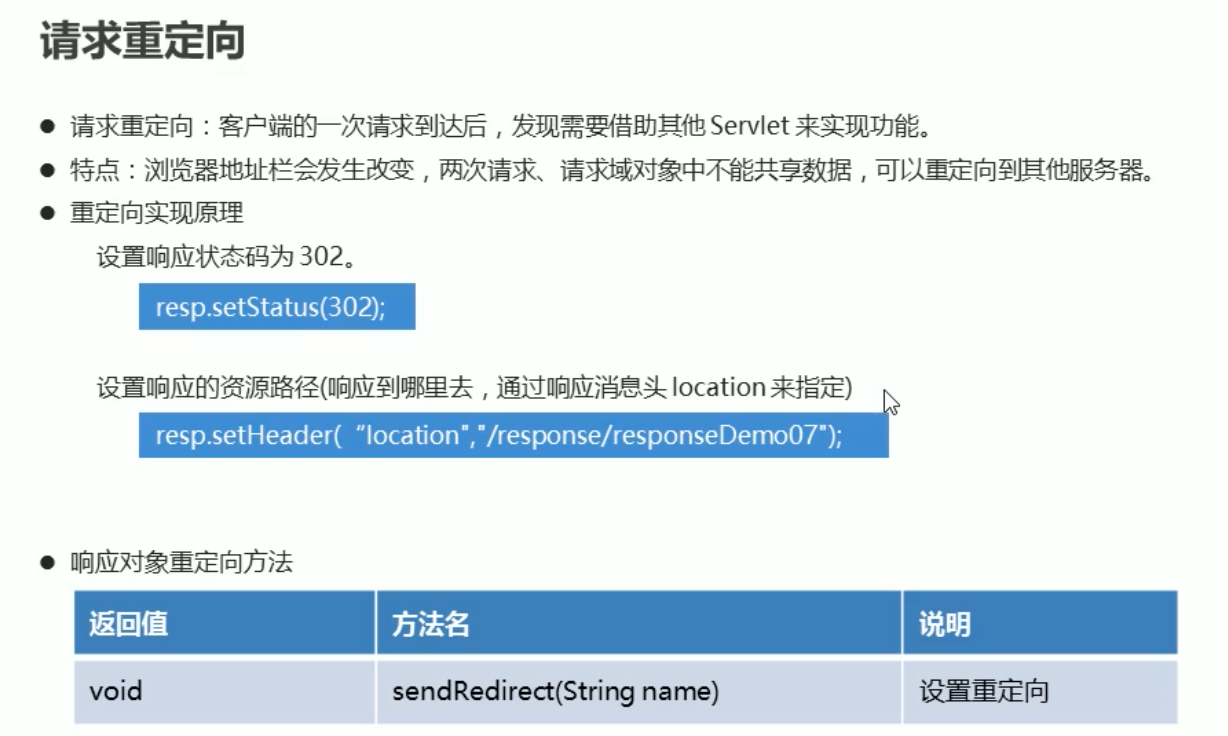 请求重定向
● 请求重定向：客户端的一次请求到达后，发现需要借助其他 Servlet 来实现功能。
● 特点：浏览器地址栏会发生改变，两次请求、请求域对象中不能共享数据，可以重定向到其他服务器。
● 重定向实现原理
设置响应状态码为 302。
resp.setStatus(302);
设置响应的资源路径(响应到哪里去，通过响应消息头 location 来指定)
resp.setHeader(“location","/response/responseDemo07");
● 响应对象重定向方法
返回值 方法名 说明
void sendRedirect(String name) 设置重定向